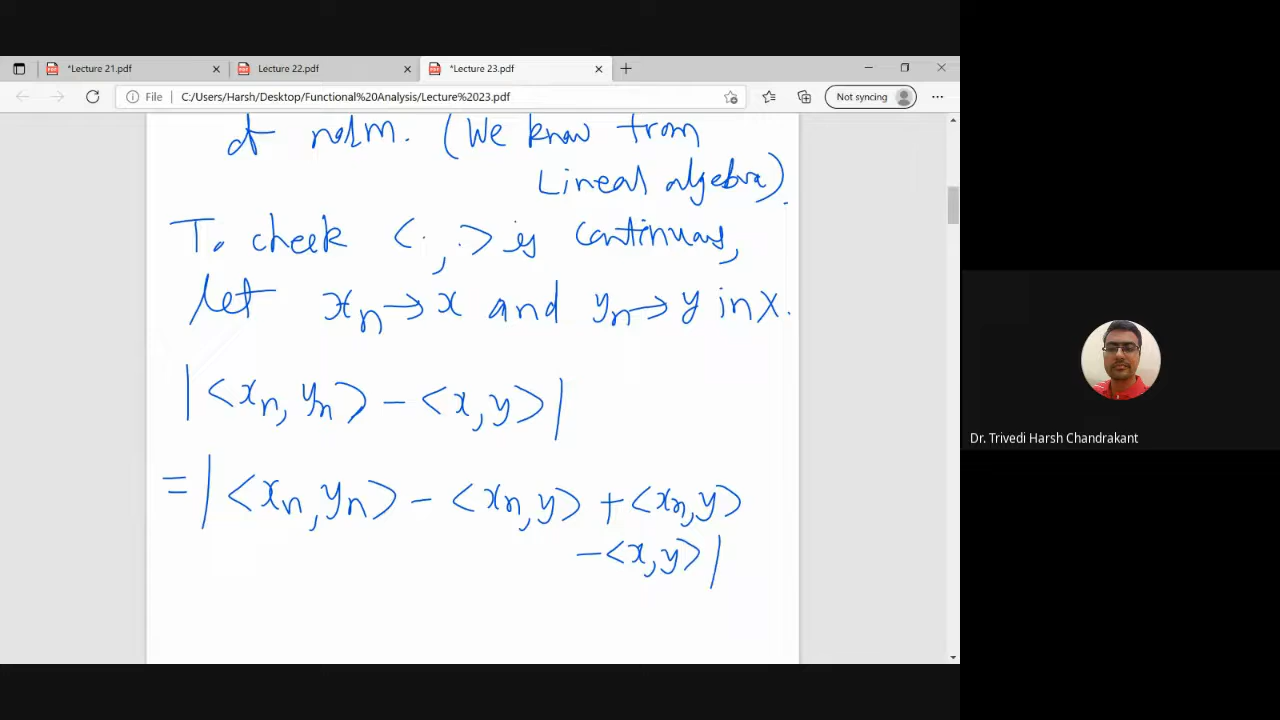 *Lecture 21.pdf
Lecture 22.pdf
*Lecture 23.pdf
File
C:/Users/Harsh/Desktop/Functional%20Analysis/Lecture%2023.pdf
Not syncing
of norm. (We know from
Linear algebra).
To check <·,·> is continuous,
let xₙ→x and yₙ→y in X.
|<xₙ, yₙ> - <x, y>|
= |<xₙ, yₙ> - <xₙ, y> + <xₙ, y>
- <x, y>|
Dr. Trivedi Harsh Chandrakant